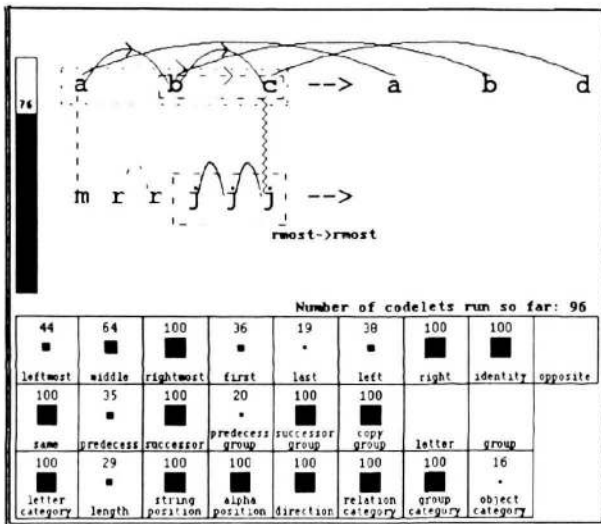 a b c --> a b d
76
m r r j j j -->
rmost->rmost
Number of codelets run so far: 96
44 64 100 36 19 38 100 100
leftmost middle rightmost first last left right identity opposite
100 35 100 20 100 100
same predecess successor predecess group successor group copy group letter group
100 29 100 100 100 100 100 16
letter category length string position alpha position direction relation category group category object category